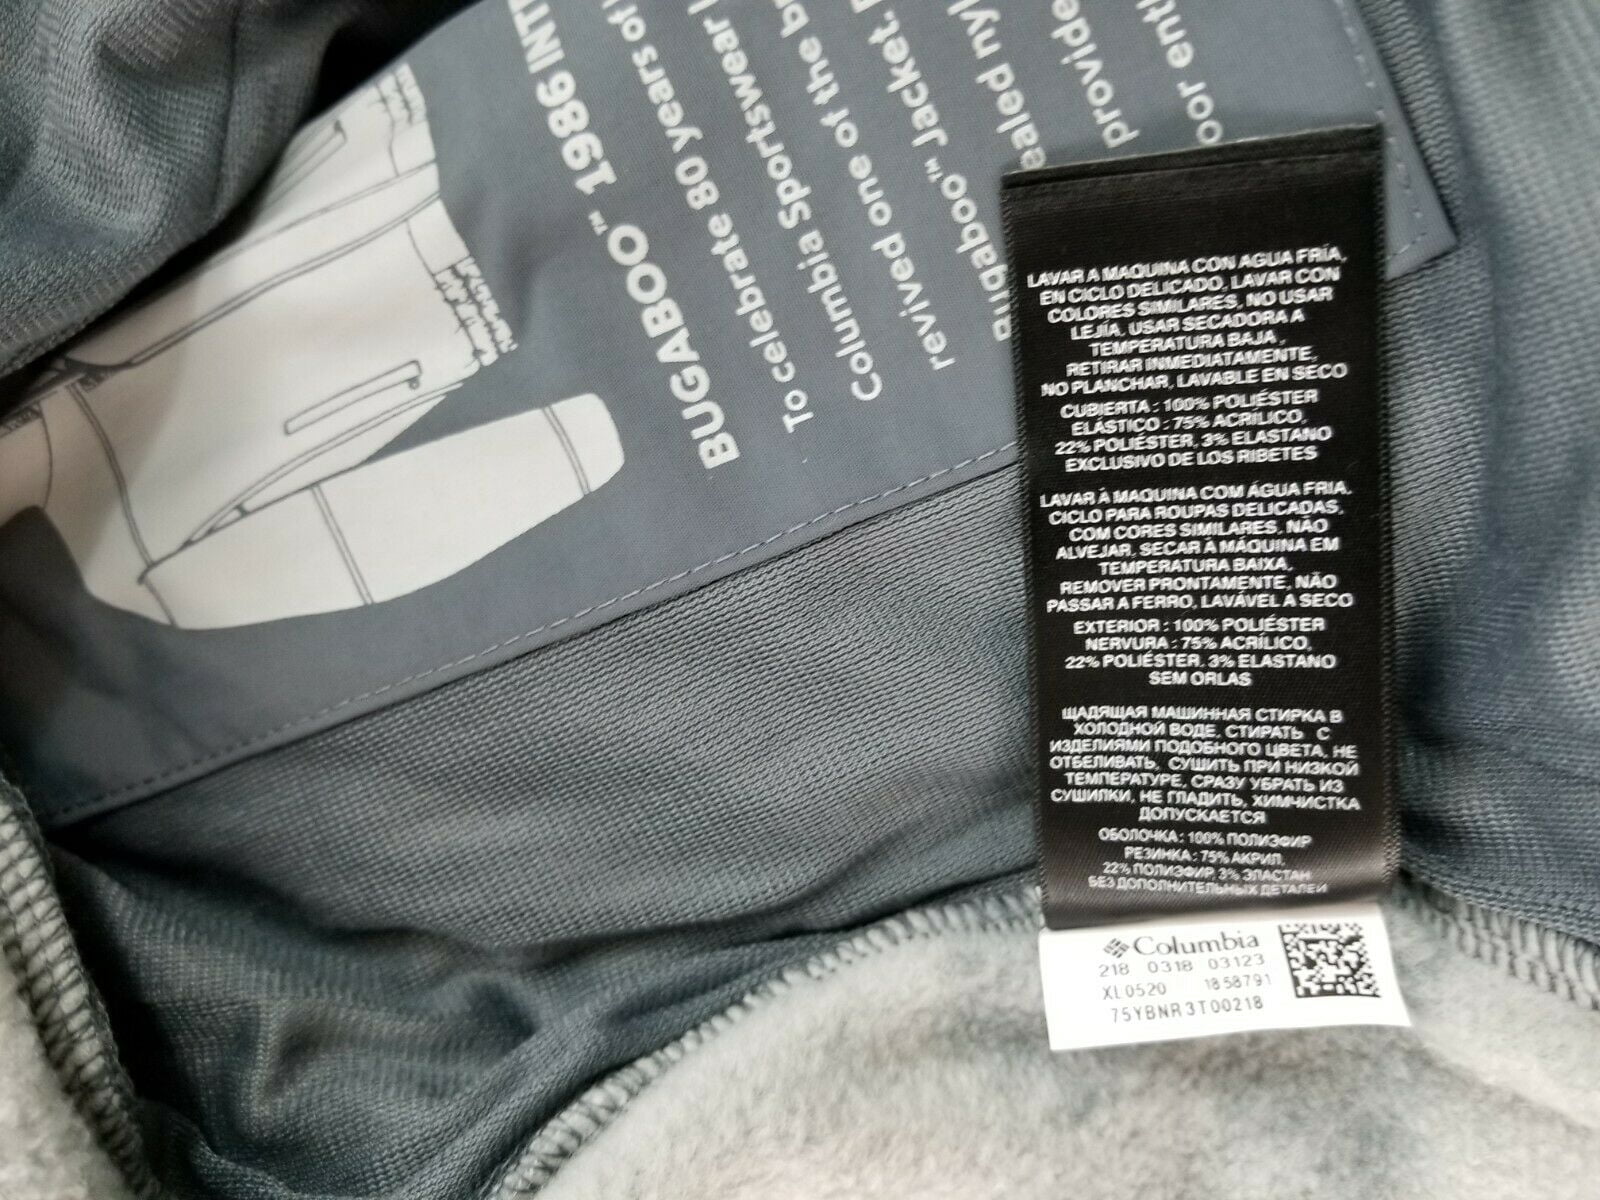 BUGABOO™ 1986 INTE
To celebrate 80 years of
Columbia Sportswear
revived one of the b
Bugaboo™ Jacket.
ealed nyl
provide
oor ent
LAVAR A MAQUINA CON AGUA FRÍA,
EN CICLO DELICADO, LAVAR CON
COLORES SIMILARES, NO USAR
LEJÍA, USAR SECADORA A
TEMPERATURA BAJA ,
RETIRAR INMEDIATAMENTE,
NO PLANCHAR, LAVABLE EN SECO
CUBIERTA : 100% POLIÉSTER
ELÁSTICO : 75% ACRÍLICO,
22% POLIÉSTER, 3% ELASTANO
EXCLUSIVO DE LOS RIBETES
LAVAR À MAQUINA COM ÁGUA FRIA,
CICLO PARA ROUPAS DELICADAS,
COM CORES SIMILARES, NÃO
ALVEJAR, SECAR À MÁQUINA EM
TEMPERATURA BAIXA,
REMOVER PRONTAMENTE, NÃO
PASSAR A FERRO, LAVÁVEL A SECO
EXTERIOR : 100% POLIÉSTER
NERVURA : 75% ACRÍLICO,
22% POLIÉSTER, 3% ELASTANO
SEM ORLAS
ЩАДЯЩАЯ МАШИННАЯ СТИРКА В
ХОЛОДНОЙ ВОДЕ, СТИРАТЬ С
ИЗДЕЛИЯМИ ПОДОБНОГО ЦВЕТА, НЕ
ОТБЕЛИВАТЬ, СУШИТЬ ПРИ НИЗКОЙ
ТЕМПЕРАТУРЕ, СРАЗУ УБРАТЬ ИЗ
СУШИЛКИ, НЕ ГЛАДИТЬ, ХИМЧИСТКА
ДОПУСКАЕТСЯ
ОБОЛОЧКА : 100% ПОЛИЭФИР
РЕЗИНКА : 75% АКРИЛ,
22% ПОЛИЭФИР, 3% ЭЛАСТАН
БЕЗ ДОПОЛНИТЕЛЬНЫХ ДЕТАЛЕЙ
Columbia
218 0318 03123
XL0520 1858791
75YBNR3T00218